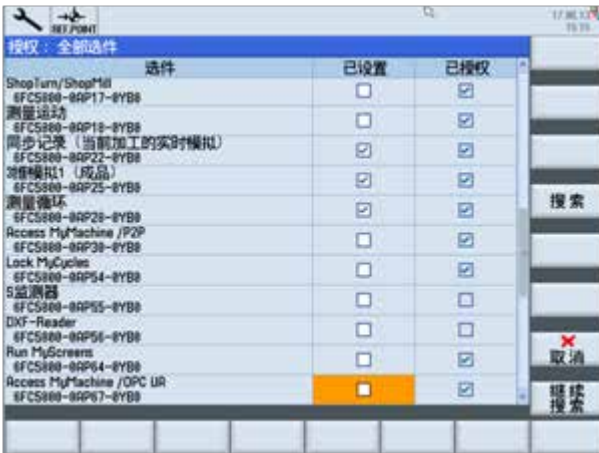 REF.POINT
授权：全部选件
选件
已设置
已授权
ShopTurn/ShopMill
6FC5800-0AP17-0YB0
测量运动
6FC5800-0AP18-0YB0
同步记录（当前加工的实时模拟）
6FC5800-0AP22-0YB0
3维模拟1（成品）
6FC5800-0AP25-0YB0
测量循环
6FC5800-0AP28-0YB0
Access MyMachine /P2P
6FC5800-0AP30-0YB0
Lock MyCycles
6FC5800-0AP54-0YB0
S监测器
6FC5800-0AP55-0YB0
DXF-Reader
6FC5800-0AP56-0YB0
Run MyScreens
6FC5800-0AP64-0YB0
Access MyMachine /OPC UA
6FC5800-0AP67-0YB0
搜索
取消
继续
搜索